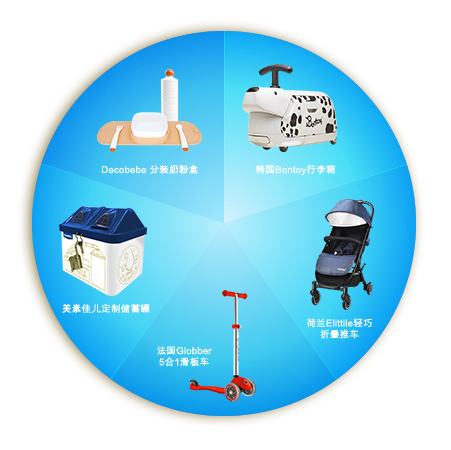 Decobebe 分装奶粉盒
韩国Bontoy行李箱
Bontoy
美素佳儿定制储蓄罐
荷兰Elittile轻巧
折叠推车
法国Globber
5合1滑板车